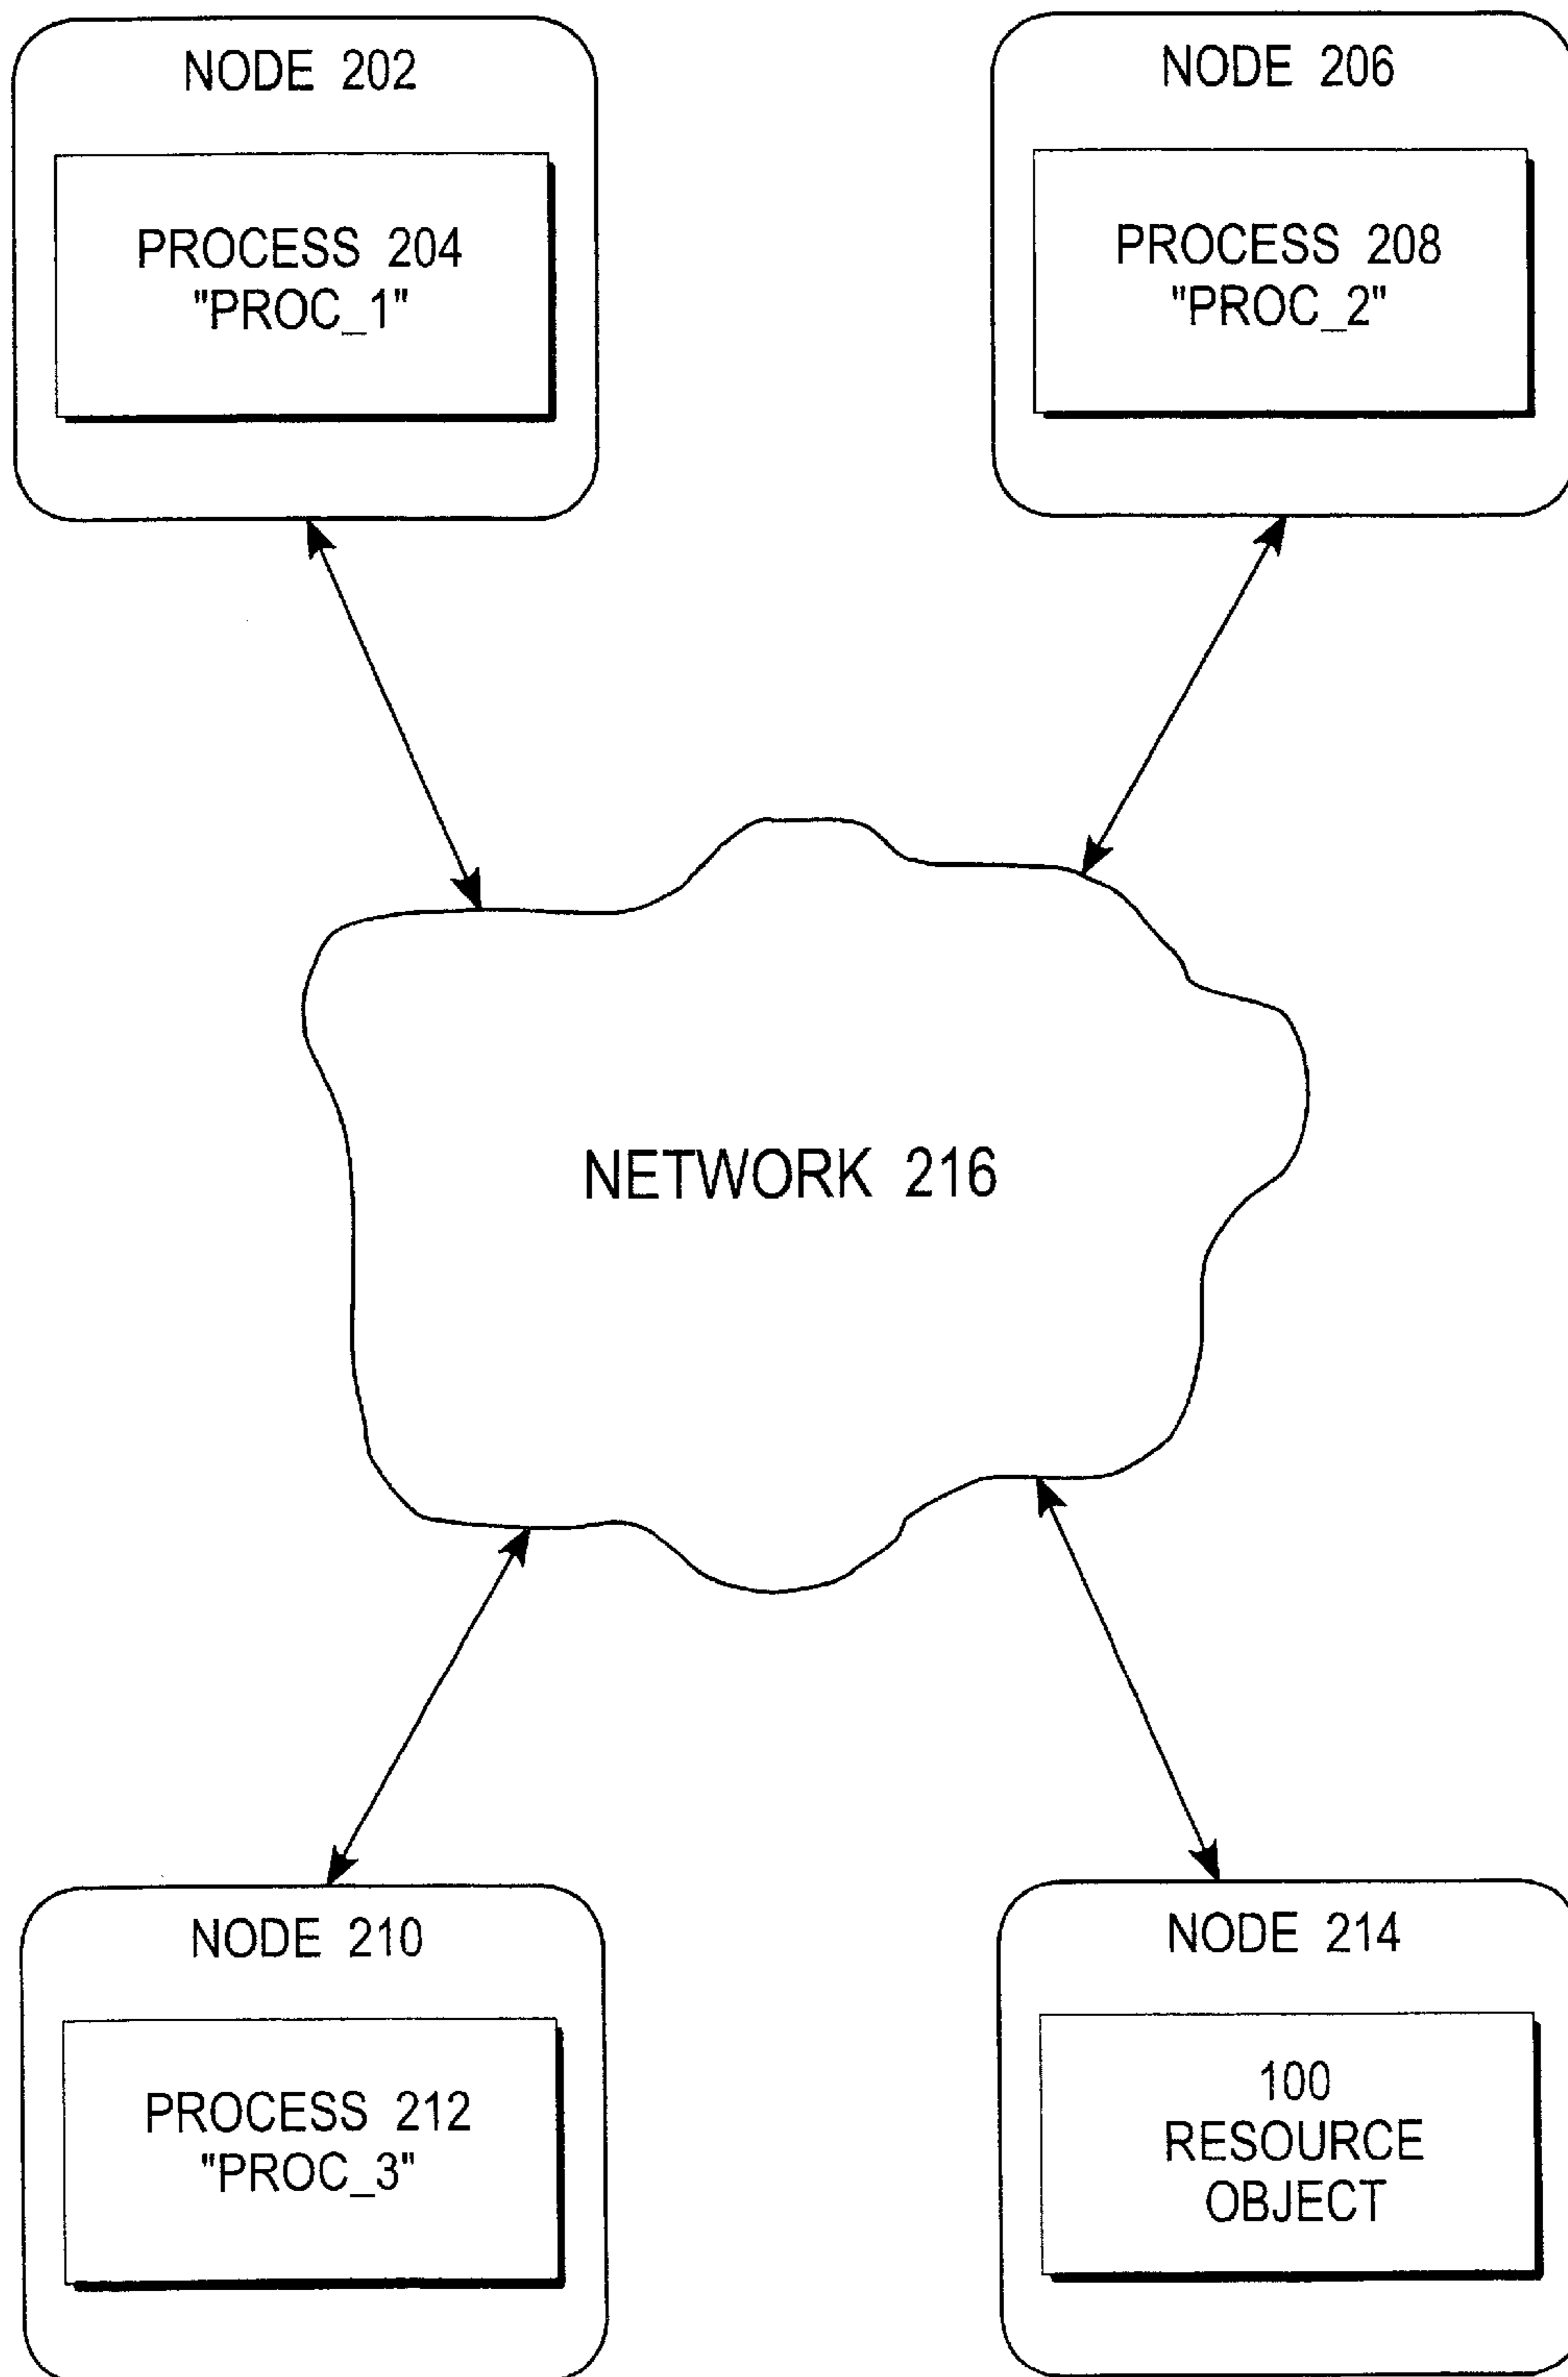 NODE 202
PROCESS 204
"PROC_1"
NODE 206
PROCESS 208
"PROC_2"
NETWORK 216
NODE 210
PROCESS 212
"PROC_3"
NODE 214
100
RESOURCE
OBJECT